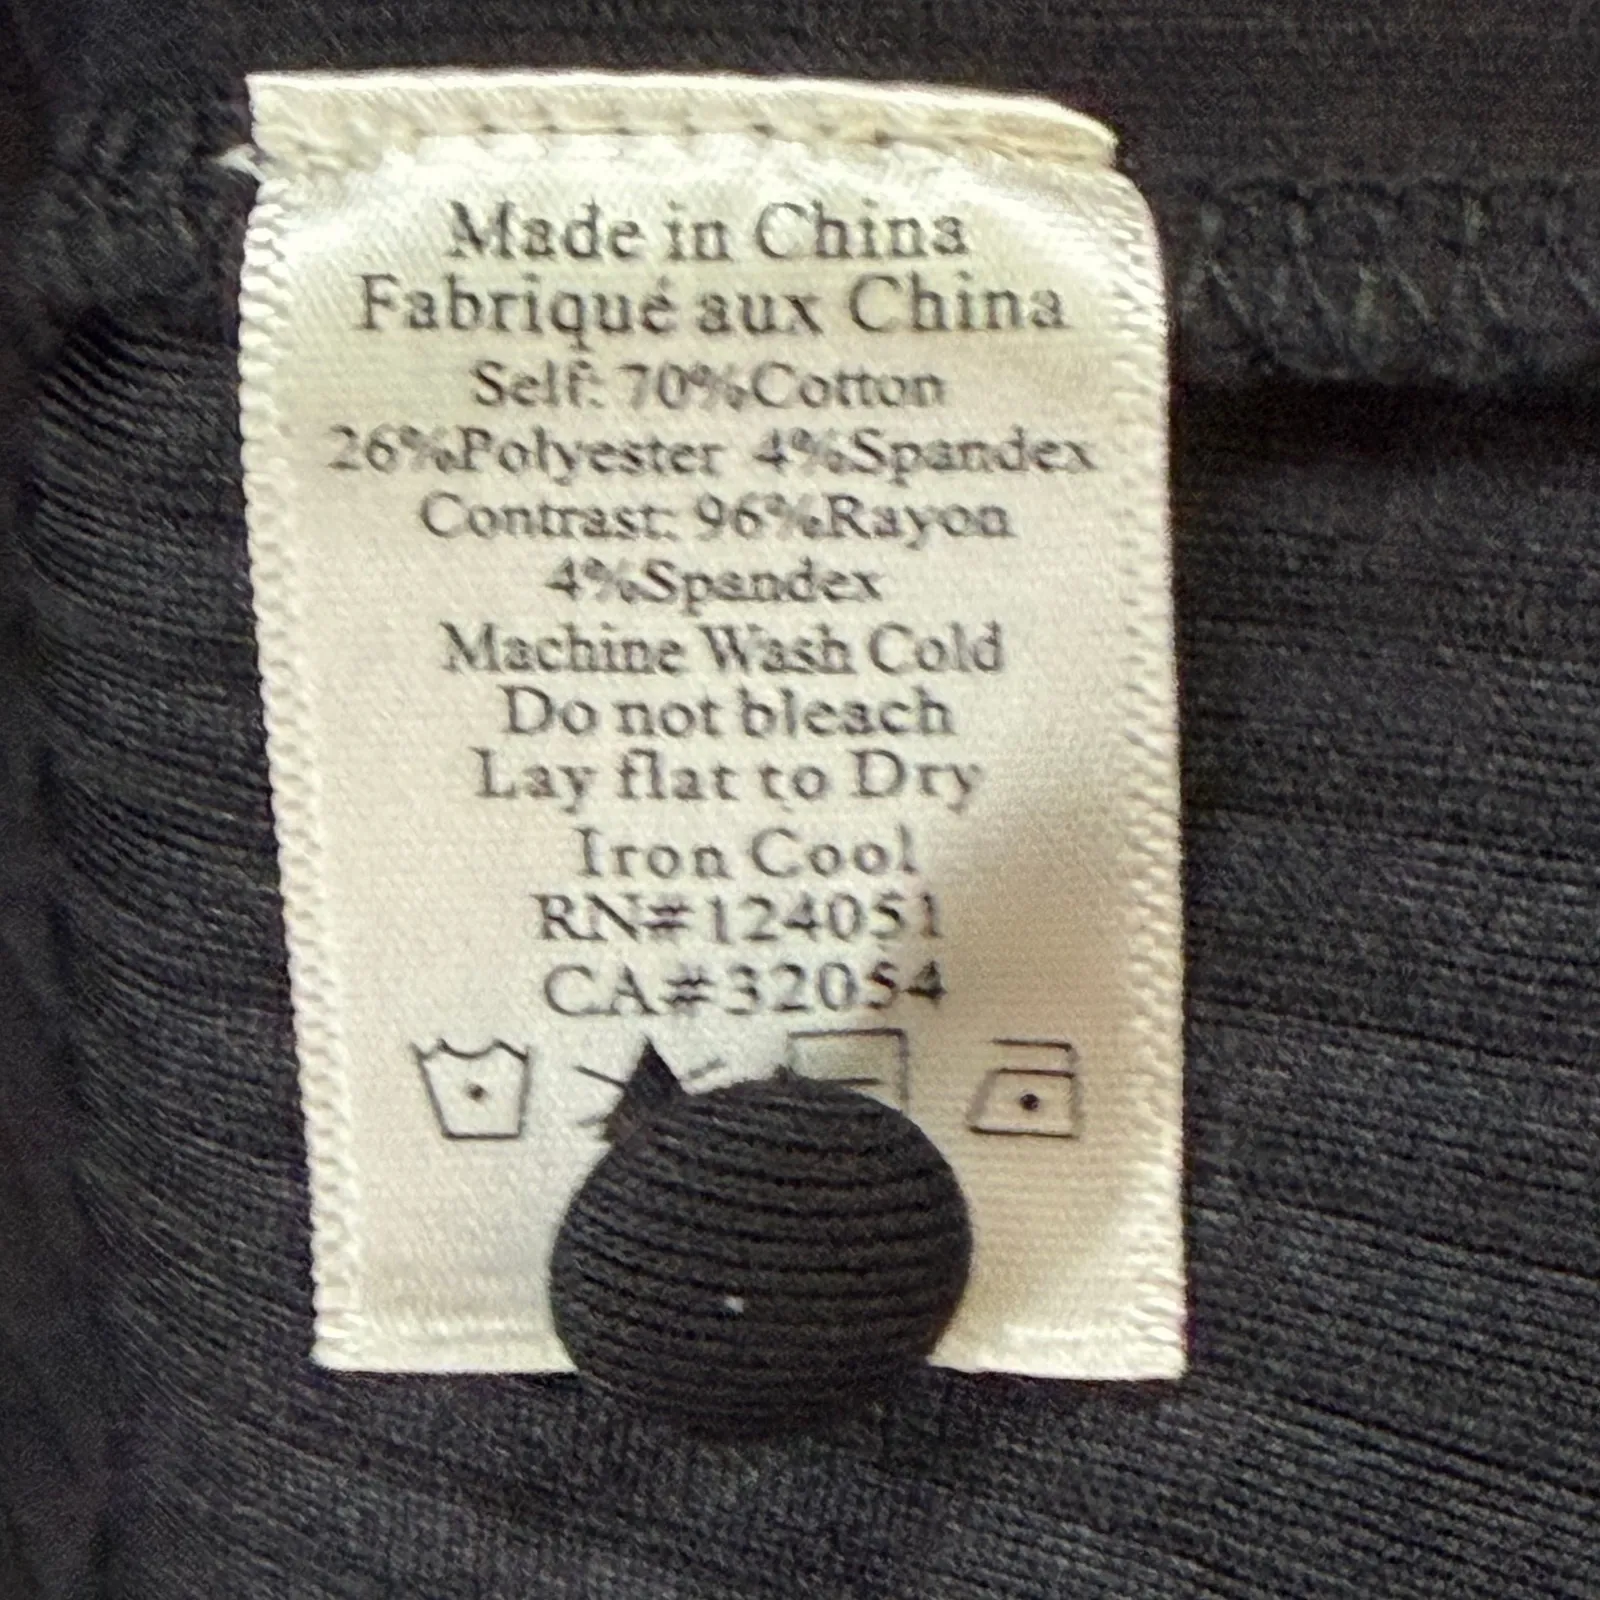 Made in China
Fabriqué aux China
Self: 70%Cotton
26%Polyester 4%Spandex
Contrast: 96%Rayon
4%Spandex
Machine Wash Cold
Do not bleach
Lay flat to Dry
Iron Cool
RN#124051
CA#32054